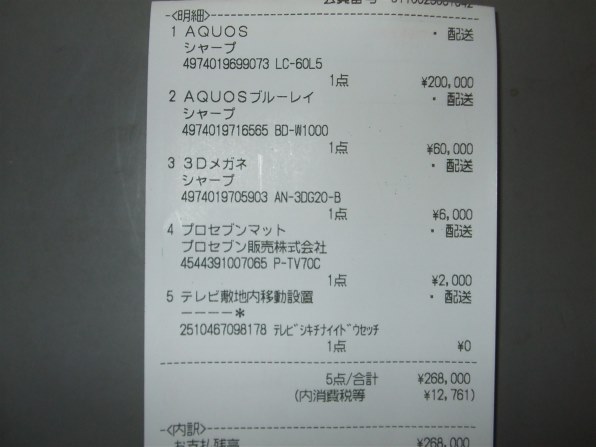 -<明細>-
1 AQUOS ・ 配送
シャープ
4974019699073 LC-60L5
1点 ¥200,000
2 AQUOSブルーレイ ・ 配送
シャープ
4974019716565 BD-W1000
1点 ¥60,000
3 3Dメガネ ・ 配送
シャープ
4974019705903 AN-3DG20-B
1点 ¥6,000
4 プロセブンマット ・ 配送
プロセブン販売株式会社
4544391007065 P-TV70C
1点 ¥2,000
5 テレビ敷地内移動設置 ・ 配送
ーーーー*
2510467098178 ﾃﾚﾋﾞｼｷﾁﾅｲｲﾄﾞｳｾｯﾁ
1点 ¥0
5点/合計 ¥268,000
(内消費税等 ¥12,761)
-<内訳>-
お支払残高 ¥268,000